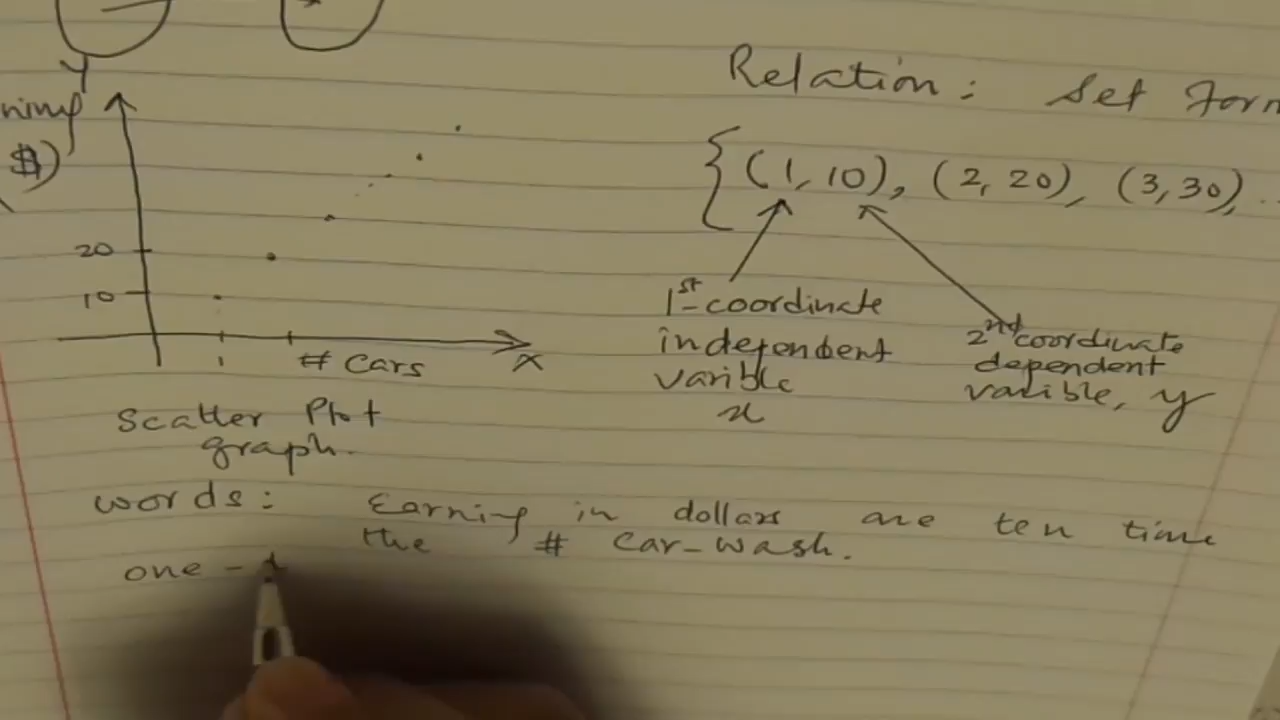 Y
($)
20
10
1
# Cars
X
Scatter Plot
graph.
Relation: Set Form
{(1, 10), (2, 20), (3, 30), ..
1st-coordinate
independent
varible
x
2nd coordinate
dependent
varible, y
words: Earning in dollars are ten time
the # Car-wash.
one-t